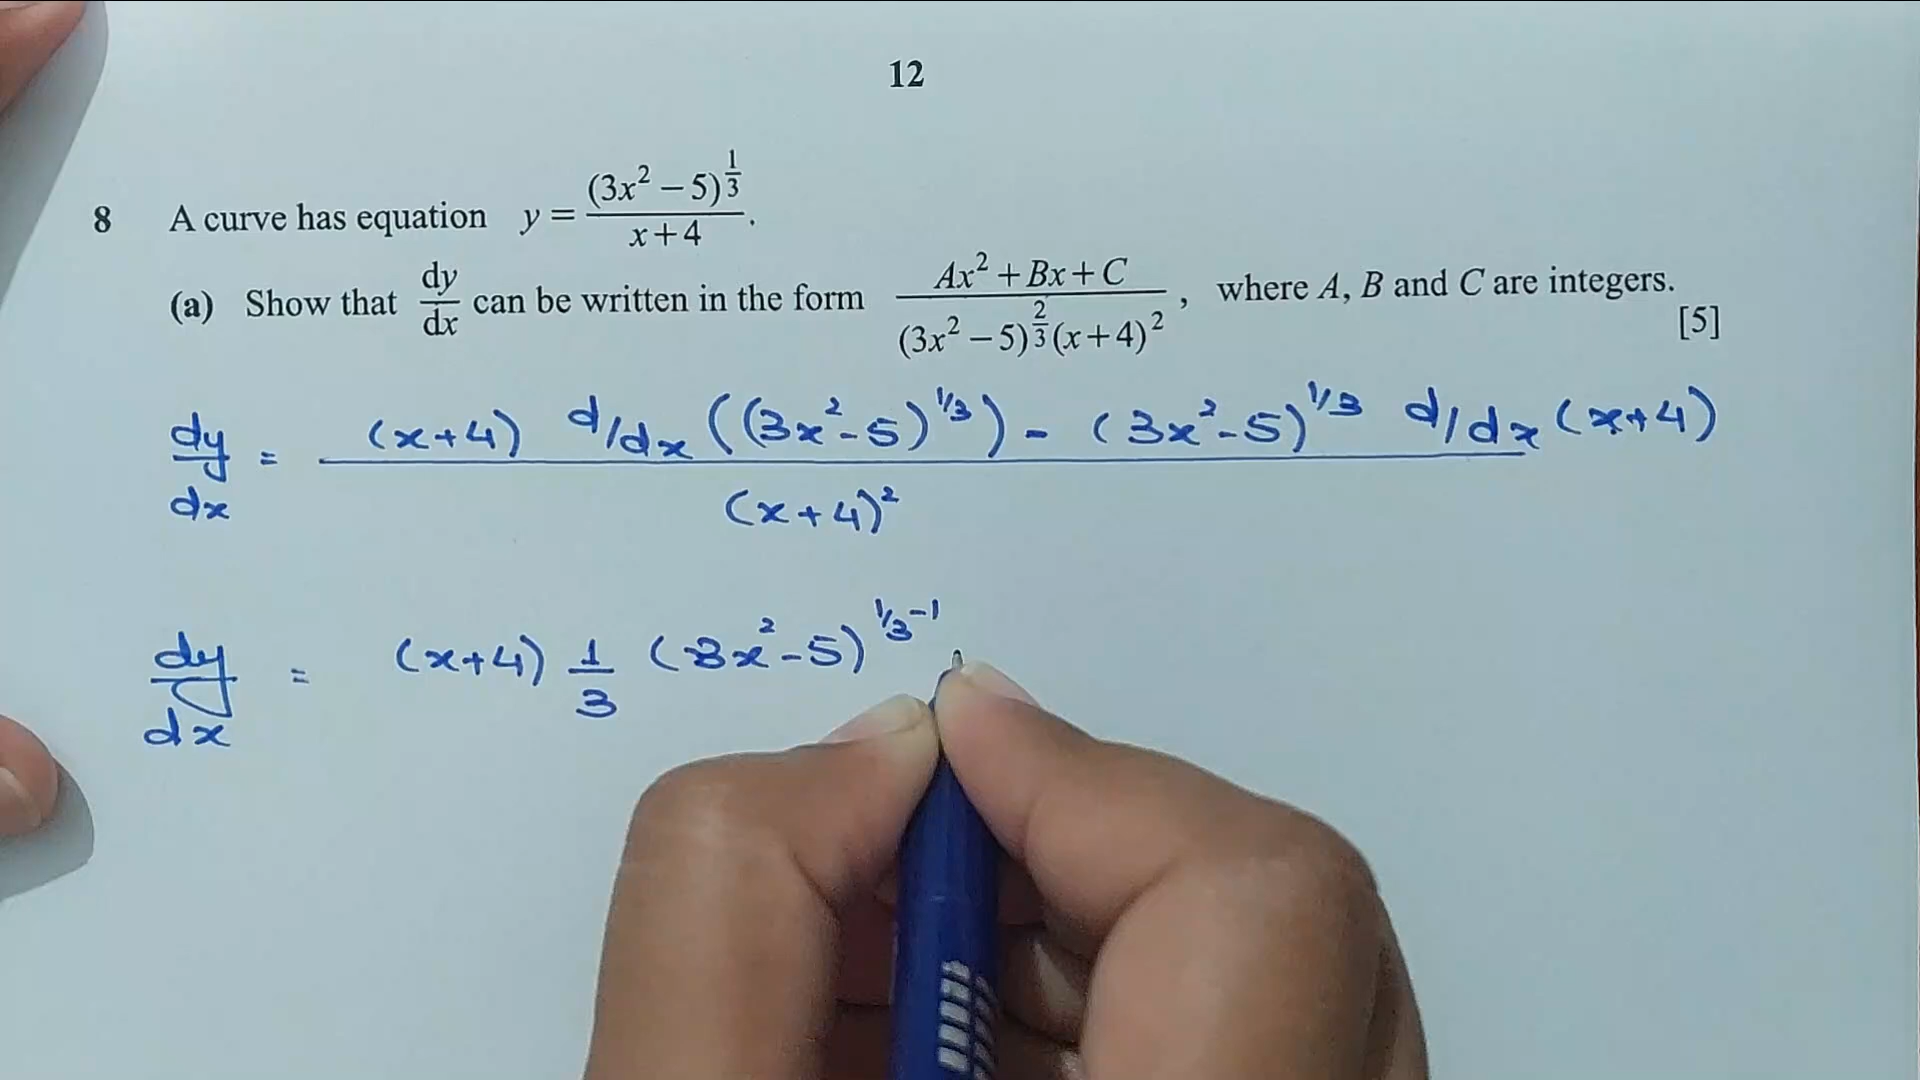 12
8 A curve has equation y = (3x² − 5)^(1/3) / (x + 4).
(a) Show that dy/dx can be written in the form (Ax² + Bx + C) / ((3x² − 5)^(2/3) (x + 4)²), where A, B and C are integers.
[5]
dy/dx = ((x+4) d/dx ((3x²-5)^(1/3)) - (3x²-5)^(1/3) d/dx (x+4)) / (x+4)²
dy/dx = (x+4) 1/3 (3x²-5)^(1/3-1)